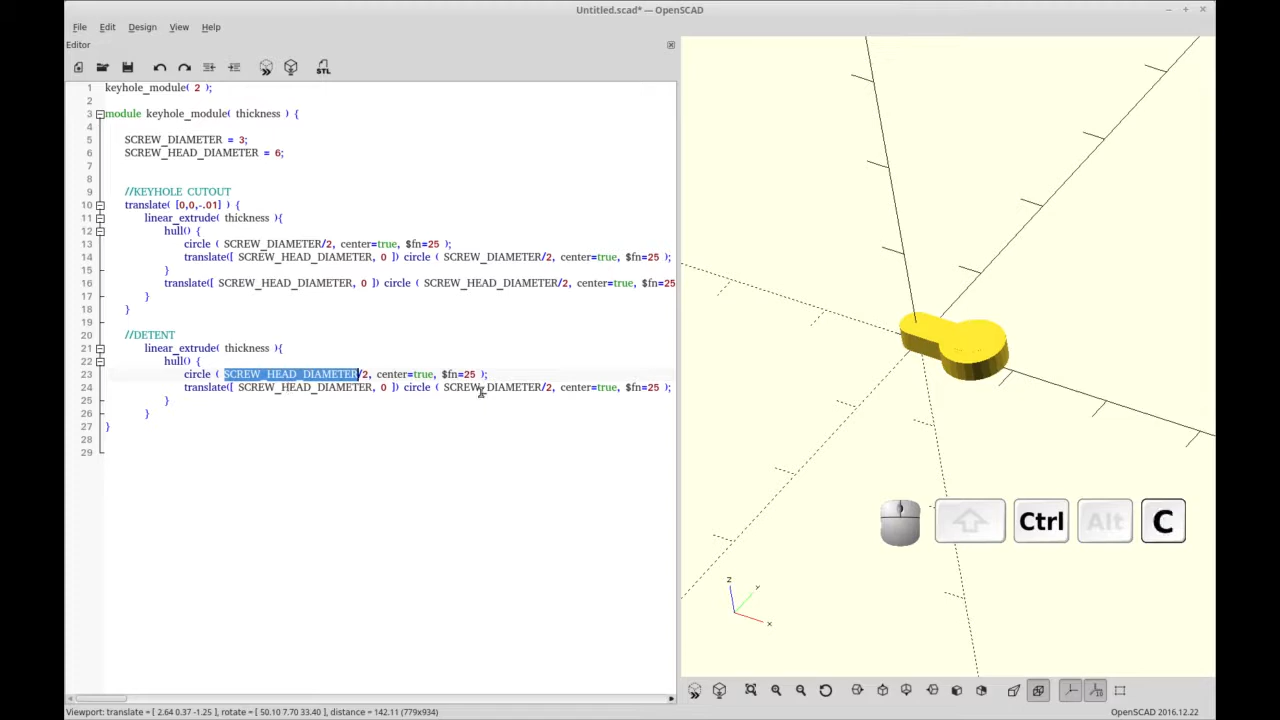 Untitled.scad* — OpenSCAD
File Edit Design View Help
Editor
STL
1 keyhole_module( 2 );
2
3 module keyhole_module( thickness ) {
4
5 SCREW_DIAMETER = 3;
6 SCREW_HEAD_DIAMETER = 6;
7
8
9 //KEYHOLE CUTOUT
10 translate( [0,0,-.01] ) {
11 linear_extrude( thickness ){
12 hull() {
13 circle ( SCREW_DIAMETER/2, center=true, $fn=25 );
14 translate([ SCREW_HEAD_DIAMETER, 0 ]) circle ( SCREW_DIAMETER/2, center=true, $fn=25 );
15 }
16 translate([ SCREW_HEAD_DIAMETER, 0 ]) circle ( SCREW_HEAD_DIAMETER/2, center=true, $fn=25
17 }
18 }
19
20 //DETENT
21 linear_extrude( thickness ){
22 hull() {
23 circle ( SCREW_HEAD_DIAMETER/2, center=true, $fn=25 );
24 translate([ SCREW_HEAD_DIAMETER, 0 ]) circle ( SCREW_DIAMETER/2, center=true, $fn=25 );
25 }
26 }
27 }
28
29
Ctrl Alt C
z
y
x
Viewport: translate = [ 2.64 0.37 -1.25 ], rotate = [ 50.10 7.70 33.40 ], distance = 142.11 (779x934)
OpenSCAD 2016.12.22